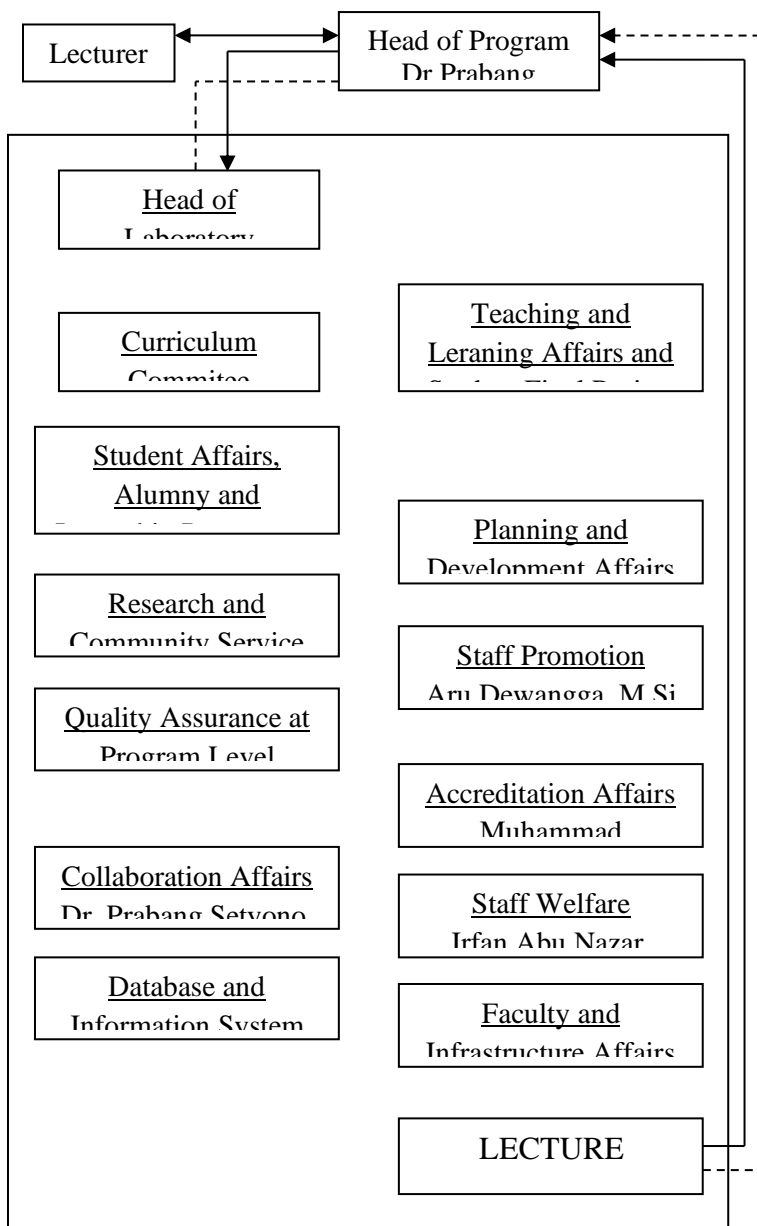 Lecturer
Head of Program
Dr Prabang
Head of
Laboratory
Curriculum
Commitee
Student Affairs,
Alumny and
Research and
Community Service
Quality Assurance at
Program Level
Collaboration Affairs
Dr. Prabang Setyono,
Database and
Information System
Teaching and
Leraning Affairs and
Planning and
Development Affairs
Staff Promotion
Aru Dewangga, M.Si
Accreditation Affairs
Muhammad
Staff Welfare
Irfan Abu Nazar,
Faculty and
Infrastructure Affairs
LECTURE